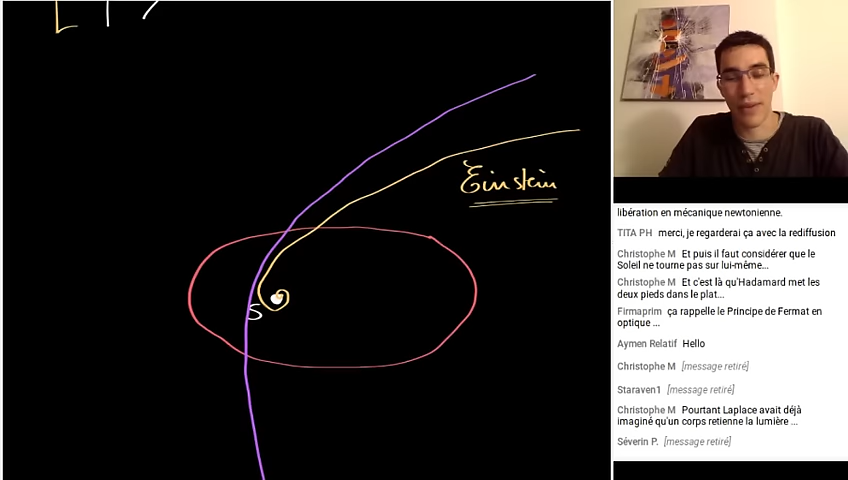 Einstein
S
libération en mécanique newtonienne.
TITA PH merci, je regarderai ça avec la rediffusion
Christophe M Et puis il faut considérer que le
Soleil ne tourne pas sur lui-même...
Christophe M Et c'est là qu'Hadamard met les
deux pieds dans le plat...
Firmaprim ça rappelle le Principe de Fermat en
optique ...
Aymen Relatif Hello
Christophe M [message retiré]
Staraven1 [message retiré]
Christophe M Pourtant Laplace avait déjà
imaginé qu'un corps retienne la lumière ...
Séverin P. [message retiré]